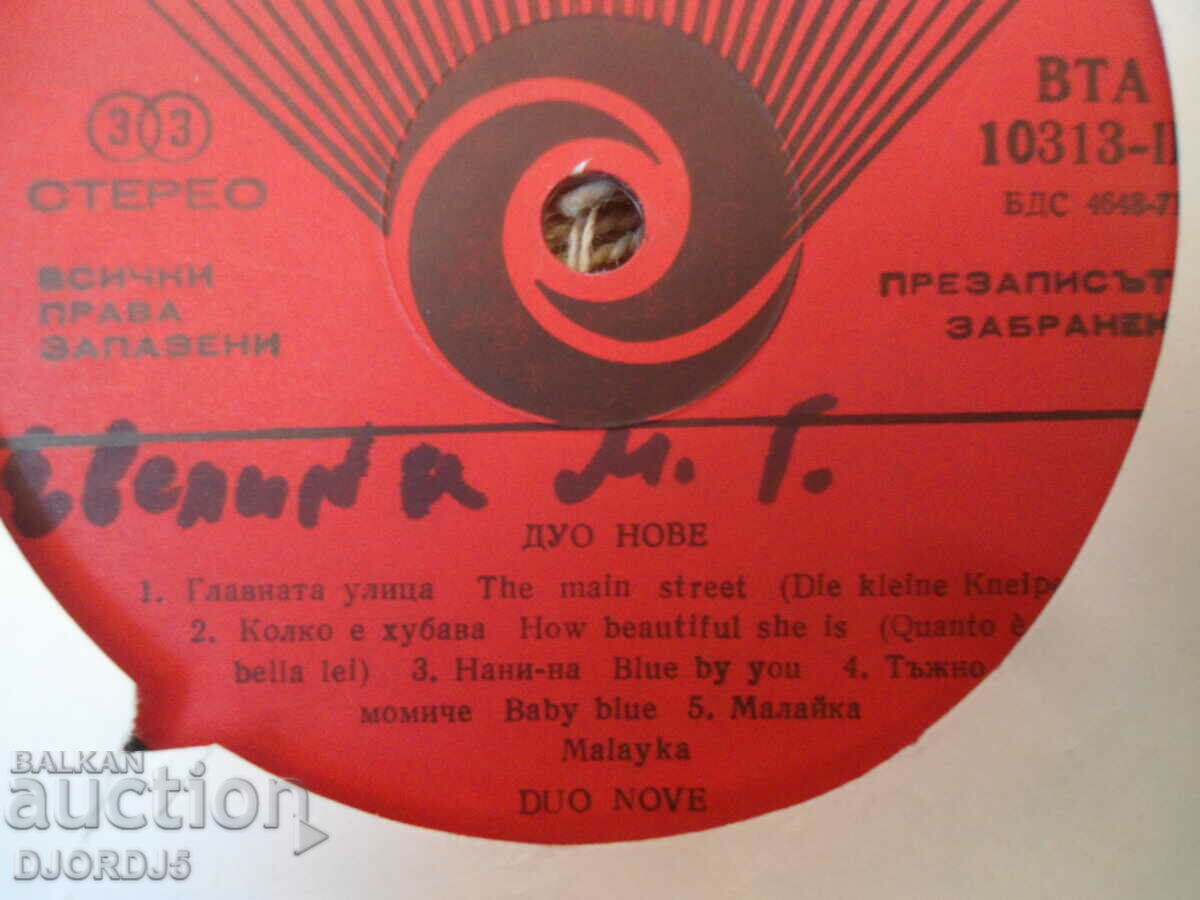 33
СТЕРЕО
ВСИЧКИ
ПРАВА
ЗАПАЗЕНИ
ВТА
10313-I
БДС 4648-7
ПРЕЗАПИСЪТ
ЗАБРАНЕН
Евелина М. Г.
ДУО НОВЕ
1. Главната улица The main street (Die kleine Kneipe
2. Колко е хубава How beautiful she is (Quanto è
bella lei) 3. Нани-на Blue by you 4. Тъжно
момиче Baby blue 5. Малайка
Malayka
DUO NOVE
BALKAN
auction
DJORDJ5